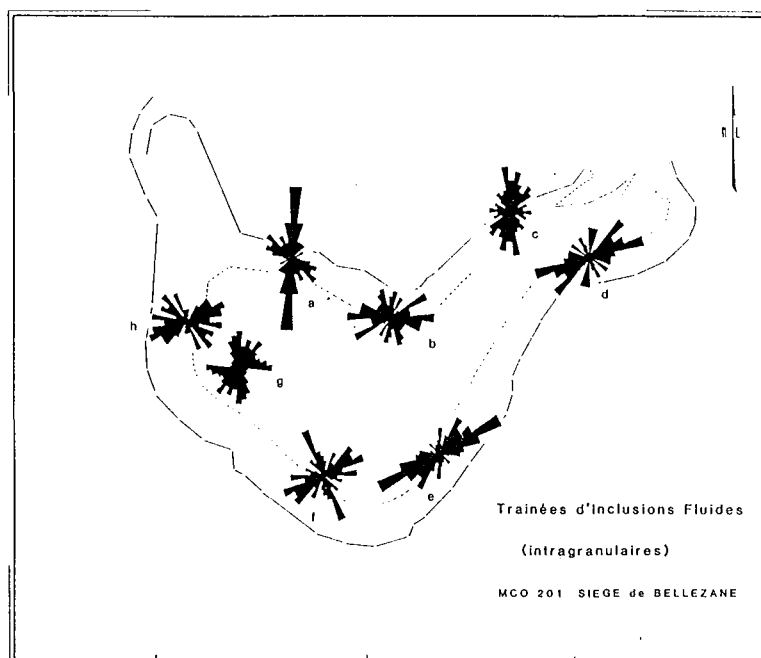 N
c
d
a
b
h
g
e
f
Trainées d'Inclusions Fluides
(intragranulaires)
MCO 201 SIEGE de BELLEZANE